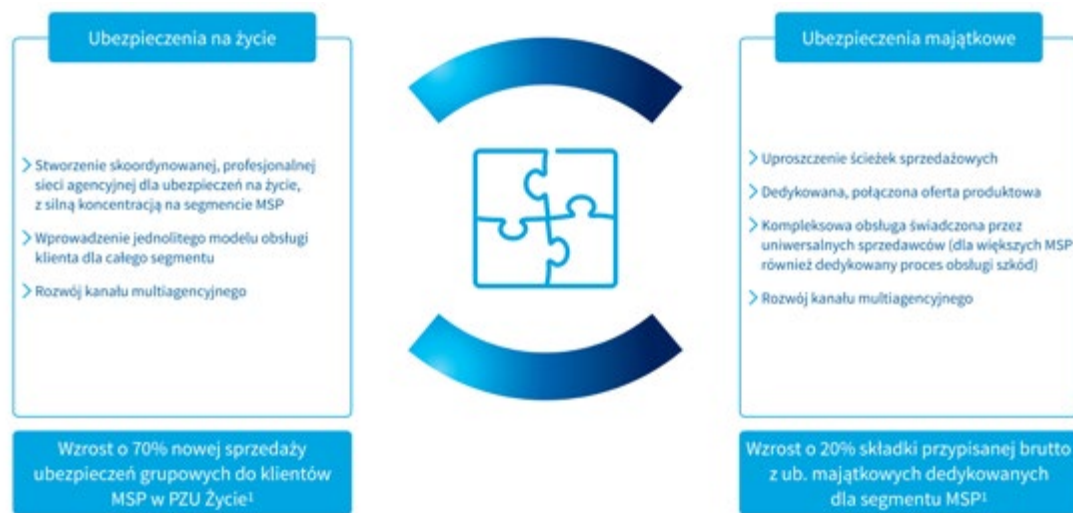 Ubezpieczenia na życie
Stworzenie skoordynowanej, profesjonalnej
sieci agencyjnej dla ubezpieczeń na życie,
z silną koncentracją na segmencie MSP
Wprowadzenie jednolitego modelu obsługi
klienta dla całego segmentu
Rozwój kanału multiagencyjnego
Wzrost o 70% nowej sprzedaży
ubezpieczeń grupowych do klientów
MSP w PZU Życie¹
Ubezpieczenia majątkowe
Uproszczenie ścieżek sprzedażowych
Dedykowana, połączona oferta produktowa
Kompleksowa obsługa świadczona przez
uniwersalnych sprzedawców (dla większych MSP
również dedykowany proces obsługi szkód)
Rozwój kanału multiagencyjnego
Wzrost o 20% składki przypisanej brutto
z ub. majątkowych dedykowanych
dla segmentu MSP¹